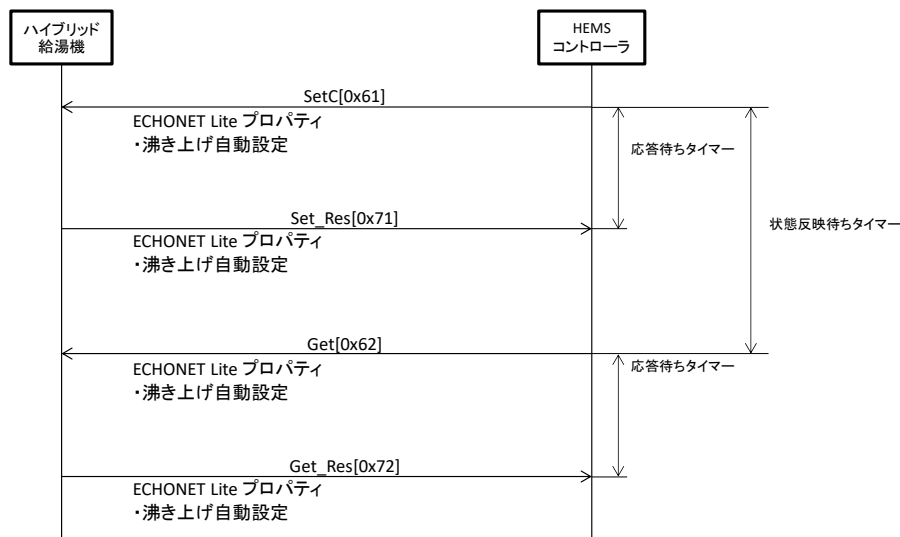 ハイブリッド
給湯機
HEMS
コントローラ
SetC[0x61]
ECHONET Lite プロパティ
・沸き上げ自動設定
応答待ちタイマー
Set_Res[0x71]
ECHONET Lite プロパティ
・沸き上げ自動設定
状態反映待ちタイマー
Get[0x62]
ECHONET Lite プロパティ
・沸き上げ自動設定
応答待ちタイマー
Get_Res[0x72]
ECHONET Lite プロパティ
・沸き上げ自動設定